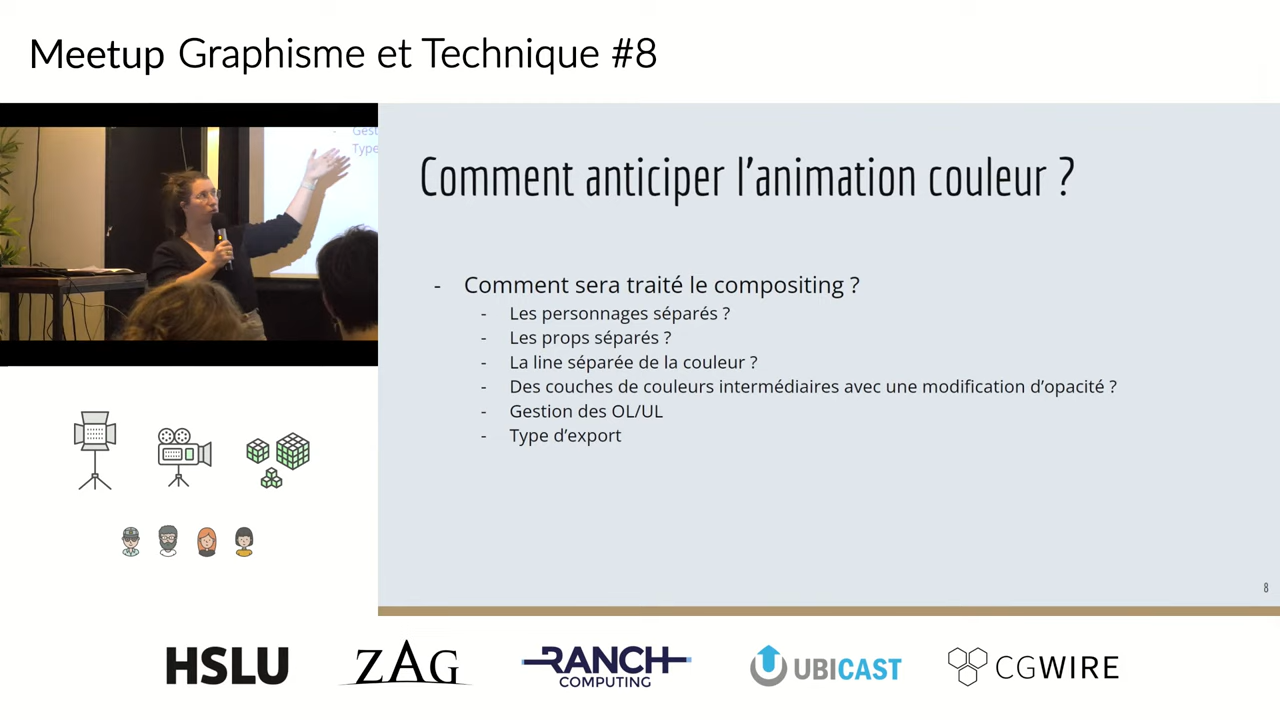 Meetup Graphisme et Technique #8
Gest
Type
Comment anticiper l'animation couleur ?
- Comment sera traité le compositing ?
- Les personnages séparés ?
- Les props séparés ?
- La line séparée de la couleur ?
- Des couches de couleurs intermédiaires avec une modification d'opacité ?
- Gestion des OL/UL
- Type d'export
8
HSLU
ZAG
RANCH
COMPUTING
UBICAST
CGWIRE